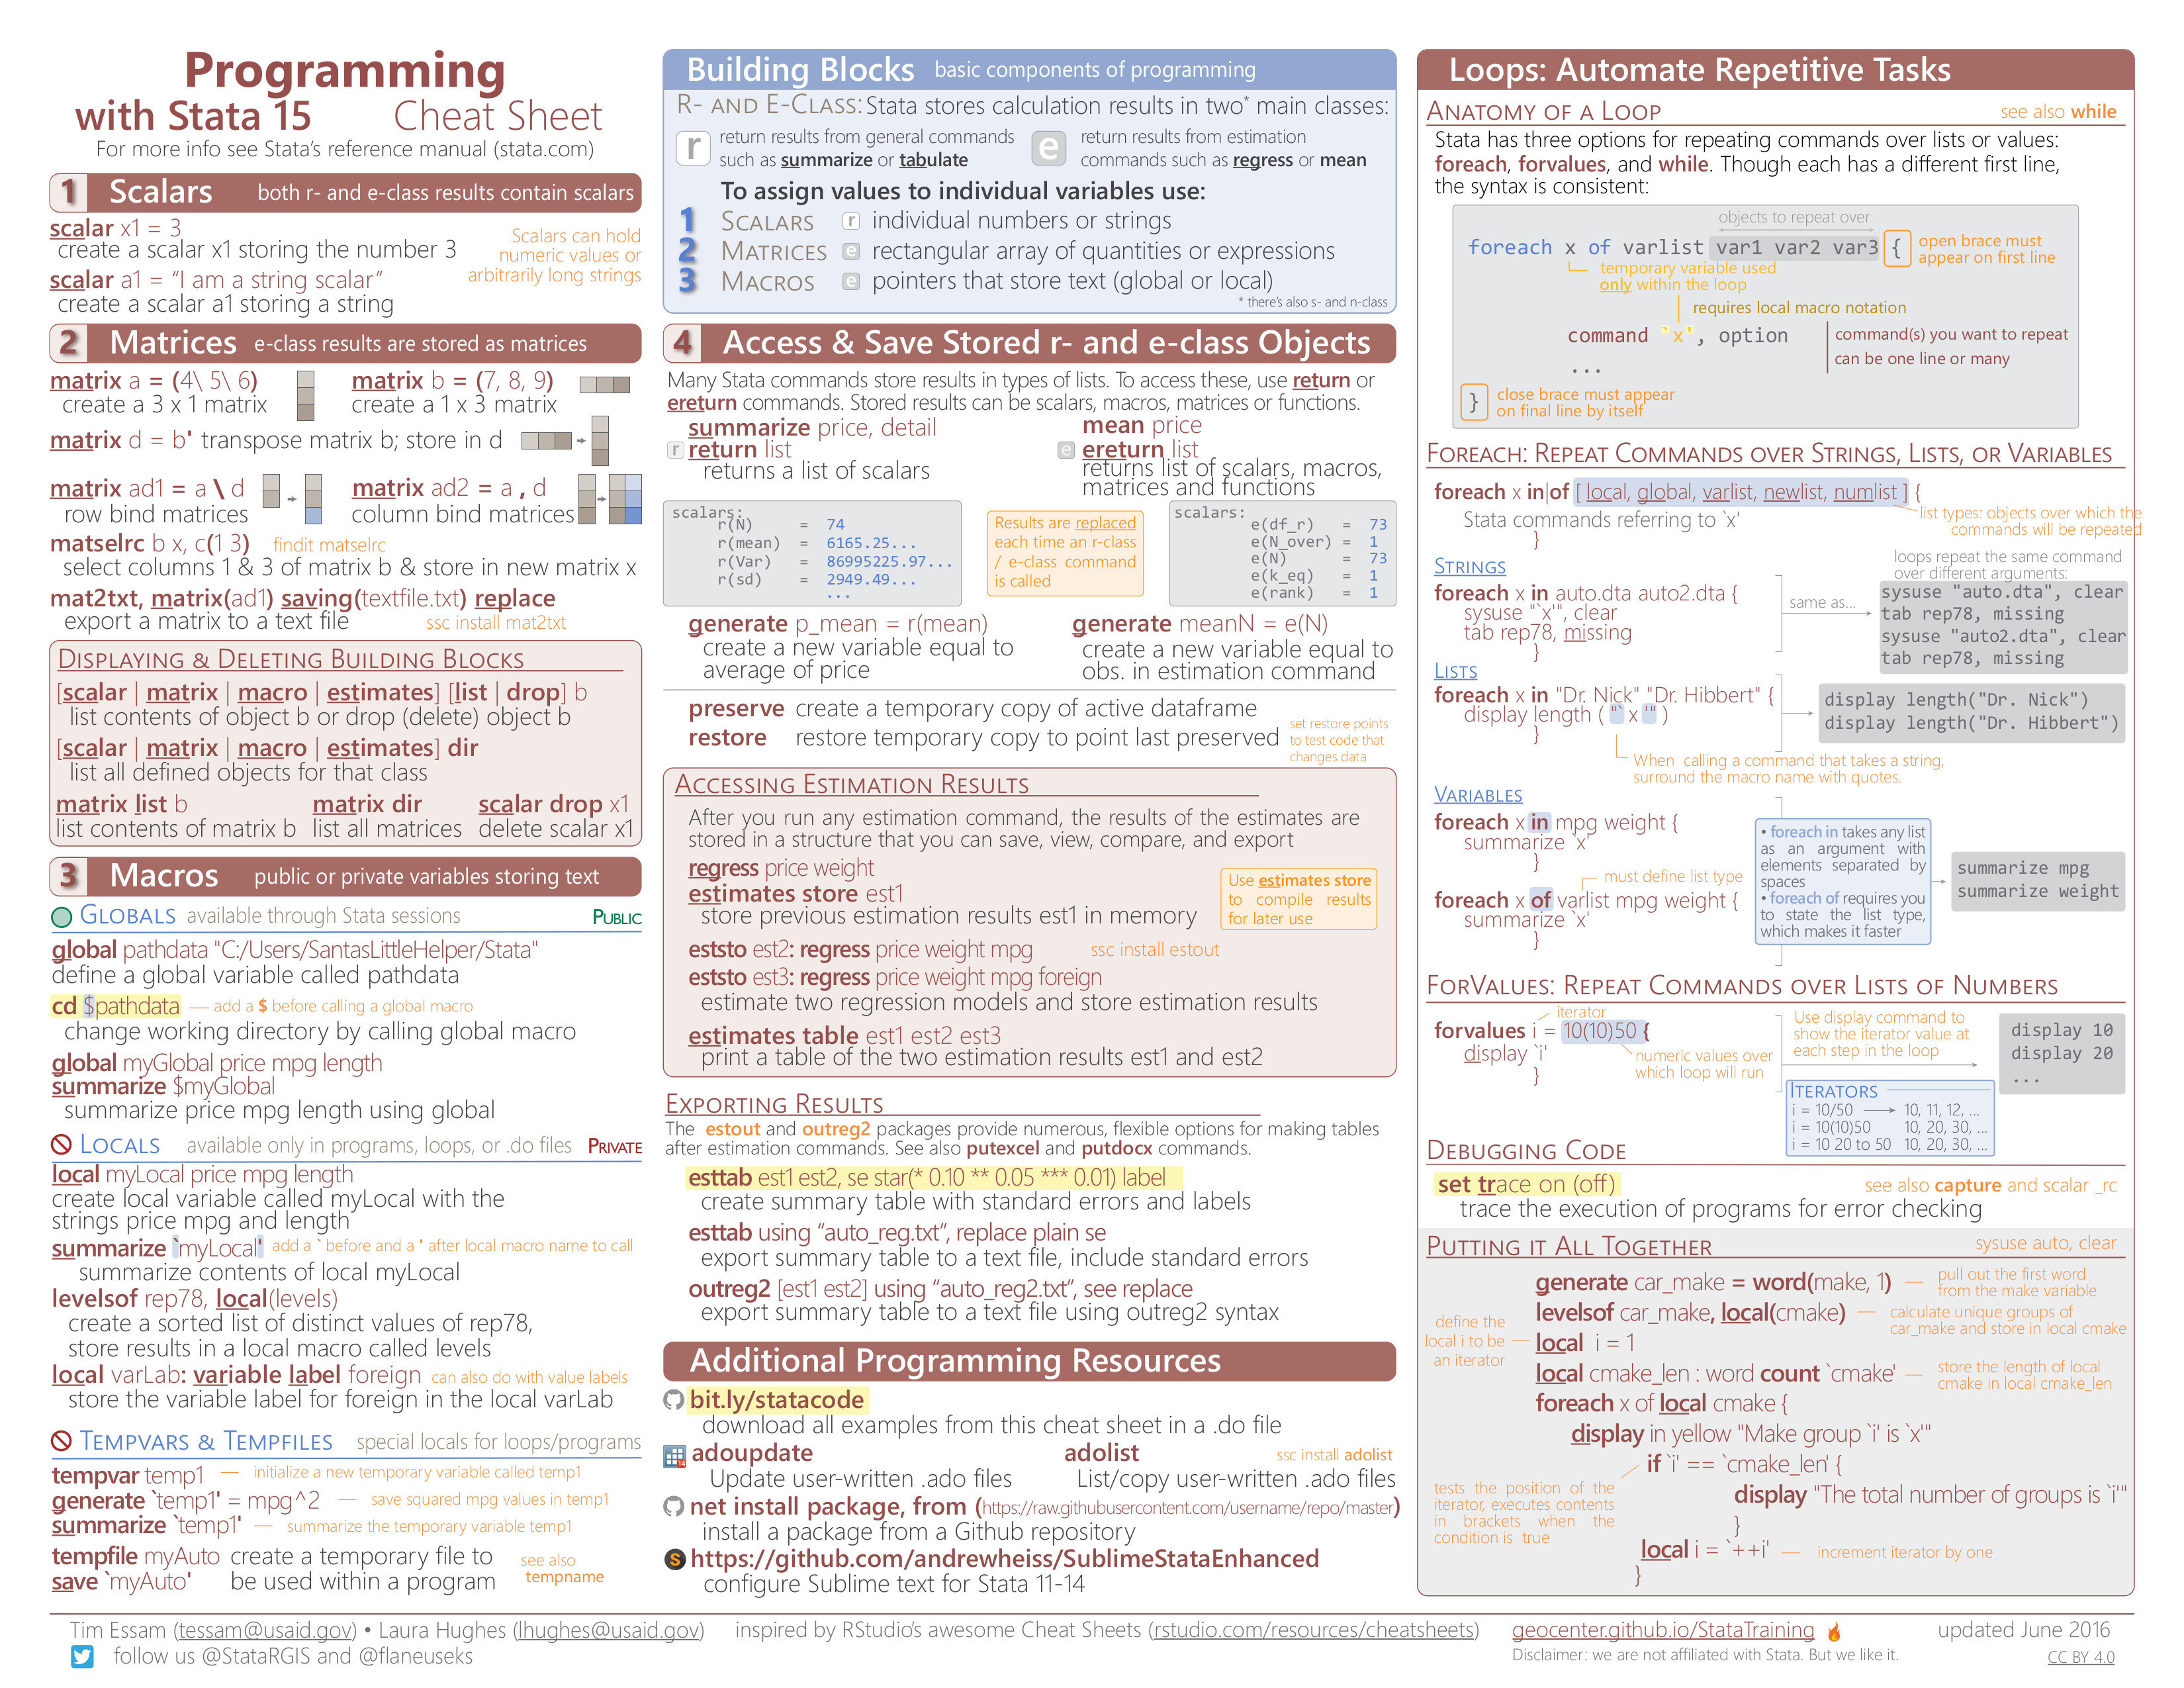 Programming
with Stata 15 Cheat Sheet
For more info see Stata's reference manual (stata.com)
1 Scalars both r- and e-class results contain scalars
scalar x1 = 3
create a scalar x1 storing the number 3
scalar a1 = “I am a string scalar”
create a scalar a1 storing a string
Scalars can hold
numeric values or
arbitrarily long strings
2 Matrices e-class results are stored as matrices
matrix a = (4\ 5\ 6)
create a 3 x 1 matrix
matrix b = (7, 8, 9)
create a 1 x 3 matrix
matrix d = b' transpose matrix b; store in d
matrix ad1 = a \ d
row bind matrices
matrix ad2 = a , d
column bind matrices
matselrc b x, c(1 3) findit matselrc
select columns 1 & 3 of matrix b & store in new matrix x
mat2txt, matrix(ad1) saving(textfile.txt) replace
export a matrix to a text file ssc install mat2txt
Displaying & Deleting Building Blocks
[scalar | matrix | macro | estimates] [list | drop] b
list contents of object b or drop (delete) object b
[scalar | matrix | macro | estimates] dir
list all defined objects for that class
matrix list b
list contents of matrix b
matrix dir
list all matrices
scalar drop x1
delete scalar x1
3 Macros public or private variables storing text
Globals available through Stata sessions Public
global pathdata "C:/Users/SantasLittleHelper/Stata"
define a global variable called pathdata
cd $pathdata add a $ before calling a global macro
change working directory by calling global macro
global myGlobal price mpg length
summarize $myGlobal
summarize price mpg length using global
Locals available only in programs, loops, or .do files Private
local myLocal price mpg length
create local variable called myLocal with the
strings price mpg and length
summarize `myLocal' add a ` before and a ' after local macro name to call
summarize contents of local myLocal
levelsof rep78, local(levels)
create a sorted list of distinct values of rep78,
store results in a local macro called levels
local varLab: variable label foreign can also do with value labels
store the variable label for foreign in the local varLab
Tempvars & Tempfiles special locals for loops/programs
tempvar temp1 initialize a new temporary variable called temp1
generate `temp1' = mpg^2 save squared mpg values in temp1
summarize `temp1' summarize the temporary variable temp1
tempfile myAuto create a temporary file to
save `myAuto' be used within a program
see also
tempname
Building Blocks basic components of programming
R- and E-Class: Stata stores calculation results in two* main classes:
r return results from general commands
such as summarize or tabulate
e return results from estimation
commands such as regress or mean
To assign values to individual variables use:
1 Scalars r individual numbers or strings
2 Matrices e rectangular array of quantities or expressions
3 Macros e pointers that store text (global or local)
* there's also s- and n-class
4 Access & Save Stored r- and e-class Objects
Many Stata commands store results in types of lists. To access these, use return or
ereturn commands. Stored results can be scalars, macros, matrices or functions.
summarize price, detail
r return list
returns a list of scalars
mean price
e ereturn list
returns list of scalars, macros,
matrices and functions
scalars:
r(N) = 74
r(mean) = 6165.25...
r(Var) = 86995225.97...
r(sd) = 2949.49...
...
Results are replaced
each time an r-class
/ e-class command
is called
scalars:
e(df_r) = 73
e(N_over) = 1
e(N) = 73
e(k_eq) = 1
e(rank) = 1
generate p_mean = r(mean)
create a new variable equal to
average of price
generate meanN = e(N)
create a new variable equal to
obs. in estimation command
preserve create a temporary copy of active dataframe
restore restore temporary copy to point last preserved
set restore points
to test code that
changes data
Accessing Estimation Results
After you run any estimation command, the results of the estimates are
stored in a structure that you can save, view, compare, and export
regress price weight
estimates store est1
store previous estimation results est1 in memory
Use estimates store
to compile results
for later use
eststo est2: regress price weight mpg ssc install estout
eststo est3: regress price weight mpg foreign
estimate two regression models and store estimation results
estimates table est1 est2 est3
print a table of the two estimation results est1 and est2
Exporting Results
The estout and outreg2 packages provide numerous, flexible options for making tables
after estimation commands. See also putexcel and putdocx commands.
esttab est1 est2, se star(* 0.10 ** 0.05 *** 0.01) label
create summary table with standard errors and labels
esttab using “auto_reg.txt”, replace plain se
export summary table to a text file, include standard errors
outreg2 [est1 est2] using “auto_reg2.txt”, see replace
export summary table to a text file using outreg2 syntax
Additional Programming Resources
bit.ly/statacode
download all examples from this cheat sheet in a .do file
adoupdate
Update user-written .ado files
adolist ssc install adolist
List/copy user-written .ado files
net install package, from (https://raw.githubusercontent.com/username/repo/master)
install a package from a Github repository
S https://github.com/andrewheiss/SublimeStataEnhanced
configure Sublime text for Stata 11-14
Loops: Automate Repetitive Tasks
Anatomy of a Loop see also while
Stata has three options for repeating commands over lists or values:
foreach, forvalues, and while. Though each has a different first line,
the syntax is consistent:
objects to repeat over
foreach x of varlist var1 var2 var3 {
open brace must
appear on first line
temporary variable used
only within the loop
requires local macro notation
command `x', option
command(s) you want to repeat
can be one line or many
...
} close brace must appear
on final line by itself
Foreach: Repeat Commands over Strings, Lists, or Variables
foreach x in|of [ local, global, varlist, newlist, numlist ] {
Stata commands referring to `x'
}
list types: objects over which the
commands will be repeated
Strings
foreach x in auto.dta auto2.dta {
sysuse "`x'", clear
tab rep78, missing
}
same as...
loops repeat the same command
over different arguments:
sysuse "auto.dta", clear
tab rep78, missing
sysuse "auto2.dta", clear
tab rep78, missing
Lists
foreach x in "Dr. Nick" "Dr. Hibbert" {
display length ( "` x '" )
}
display length("Dr. Nick")
display length("Dr. Hibbert")
When calling a command that takes a string,
surround the macro name with quotes.
Variables
foreach x in mpg weight {
summarize `x'
}
must define list type
foreach x of varlist mpg weight {
summarize `x'
}
• foreach in takes any list
as an argument with
elements separated by
spaces
• foreach of requires you
to state the list type,
which makes it faster
summarize mpg
summarize weight
ForValues: Repeat Commands over Lists of Numbers
iterator
forvalues i = 10(10)50 {
display `i'
}
numeric values over
which loop will run
Use display command to
show the iterator value at
each step in the loop
display 10
display 20
...
Iterators
i = 10/50 10, 11, 12, ...
i = 10(10)50 10, 20, 30, ...
i = 10 20 to 50 10, 20, 30, ...
Debugging Code
set trace on (off) see also capture and scalar _rc
trace the execution of programs for error checking
Putting it All Together sysuse auto, clear
generate car_make = word(make, 1)
pull out the first word
from the make variable
levelsof car_make, local(cmake)
calculate unique groups of
car_make and store in local cmake
define the
local i to be
an iterator
local i = 1
local cmake_len : word count `cmake'
store the length of local
cmake in local cmake_len
foreach x of local cmake {
display in yellow "Make group `i' is `x'"
if `i' == `cmake_len' {
tests the position of the
iterator, executes contents
in brackets when the
condition is true
display "The total number of groups is `i'"
}
local i = `++i' increment iterator by one
}
Tim Essam (tessam@usaid.gov) • Laura Hughes (lhughes@usaid.gov)
follow us @StataRGIS and @flaneuseks
inspired by RStudio's awesome Cheat Sheets (rstudio.com/resources/cheatsheets)
geocenter.github.io/StataTraining
Disclaimer: we are not affiliated with Stata. But we like it.
updated June 2016
CC BY 4.0